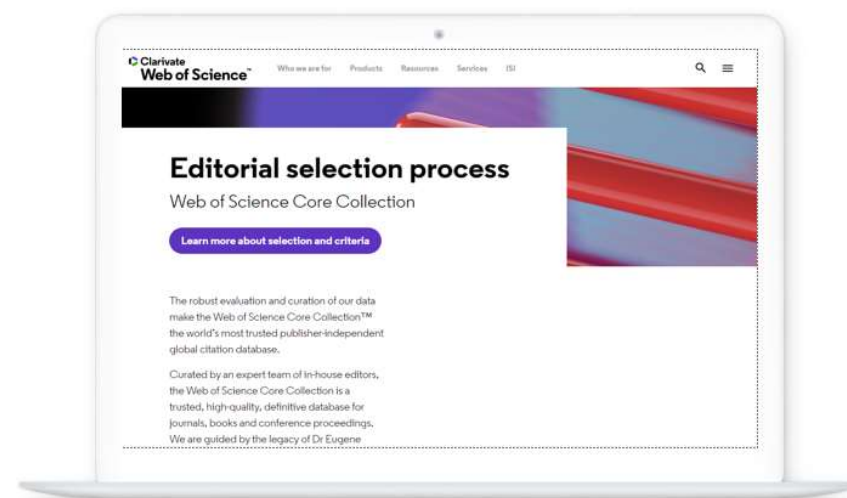 Clarivate
Web of Science™
Who we are for Products Resources Services ISI
Editorial selection process
Web of Science Core Collection
Learn more about selection and criteria
The robust evaluation and curation of our data
make the Web of Science Core Collection™
the world's most trusted publisher-independent
global citation database.
Curated by an expert team of in-house editors,
the Web of Science Core Collection is a
trusted, high-quality, definitive database for
journals, books and conference proceedings.
We are guided by the legacy of Dr Eugene